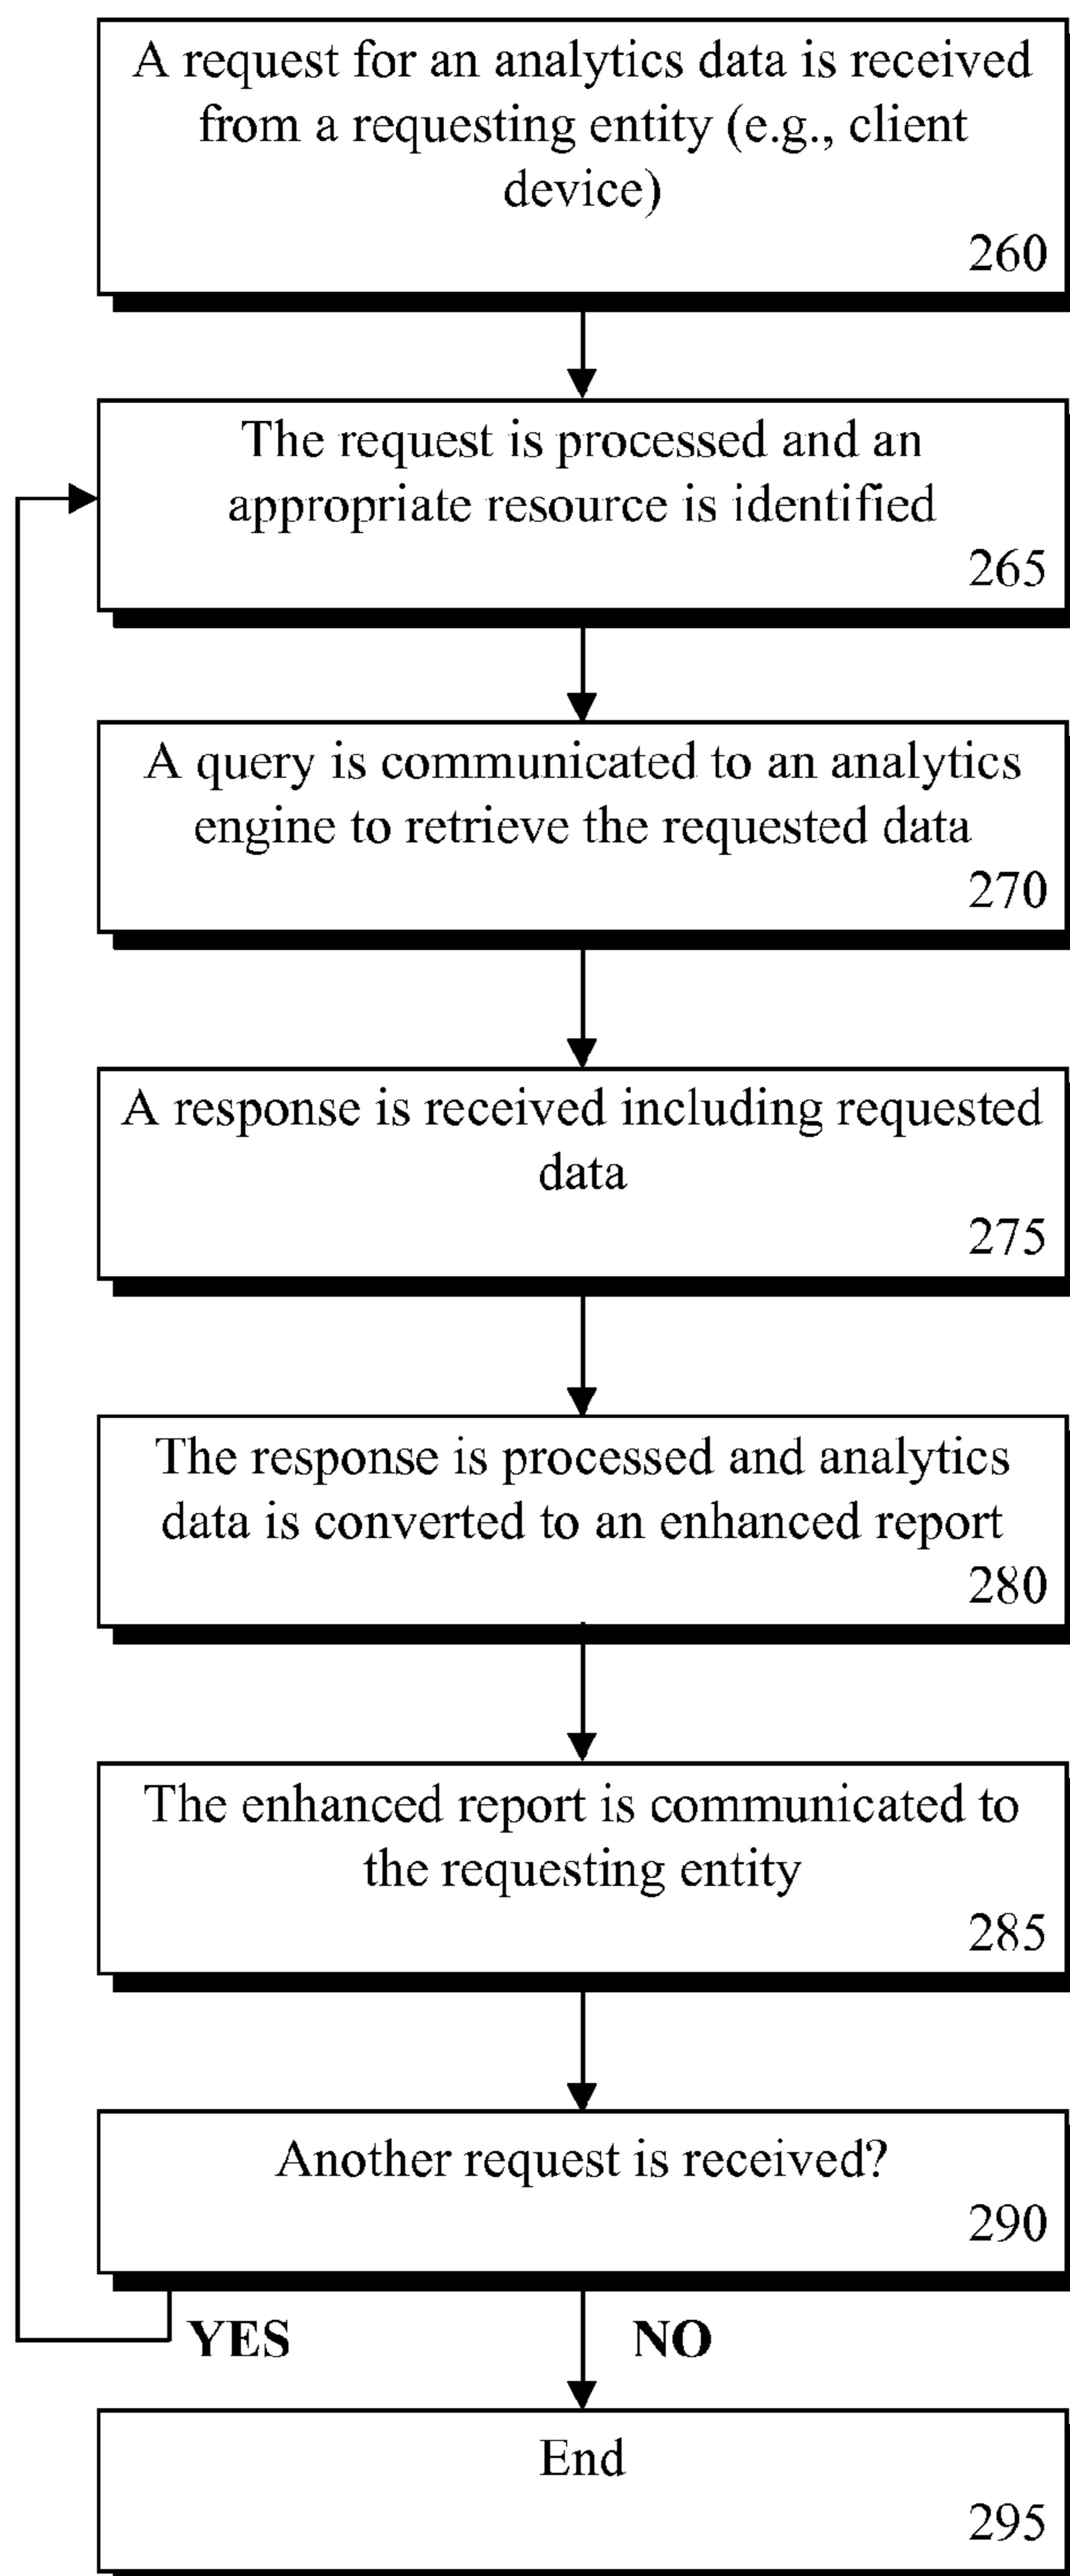 A request for an analytics data is received
from a requesting entity (e.g., client
device)
260
The request is processed and an
appropriate resource is identified
265
A query is communicated to an analytics
engine to retrieve the requested data
270
A response is received including requested
data
275
The response is processed and analytics
data is converted to an enhanced report
280
The enhanced report is communicated to
the requesting entity
285
Another request is received?
290
YES
NO
End
295